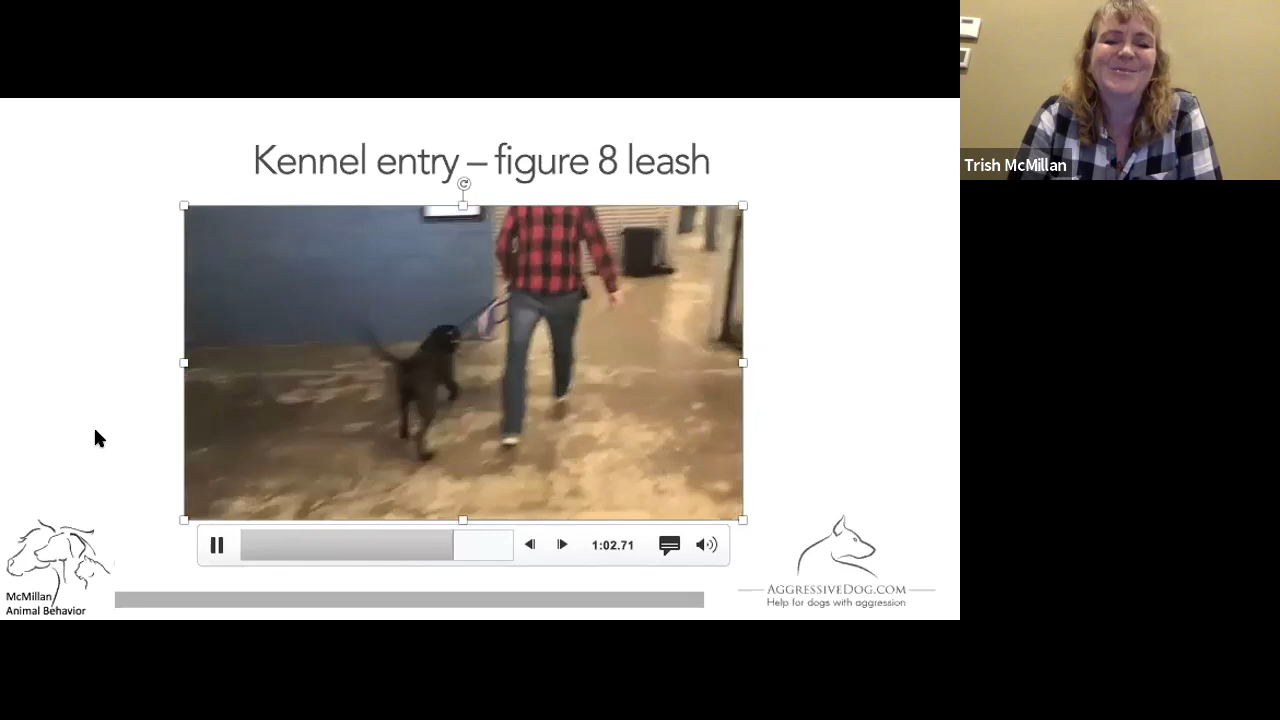 Kennel entry – figure 8 leash
Trish McMillan
1:02.71
McMillan
Animal Behavior
AGGRESSIVEDOG.COM
Help for dogs with aggression